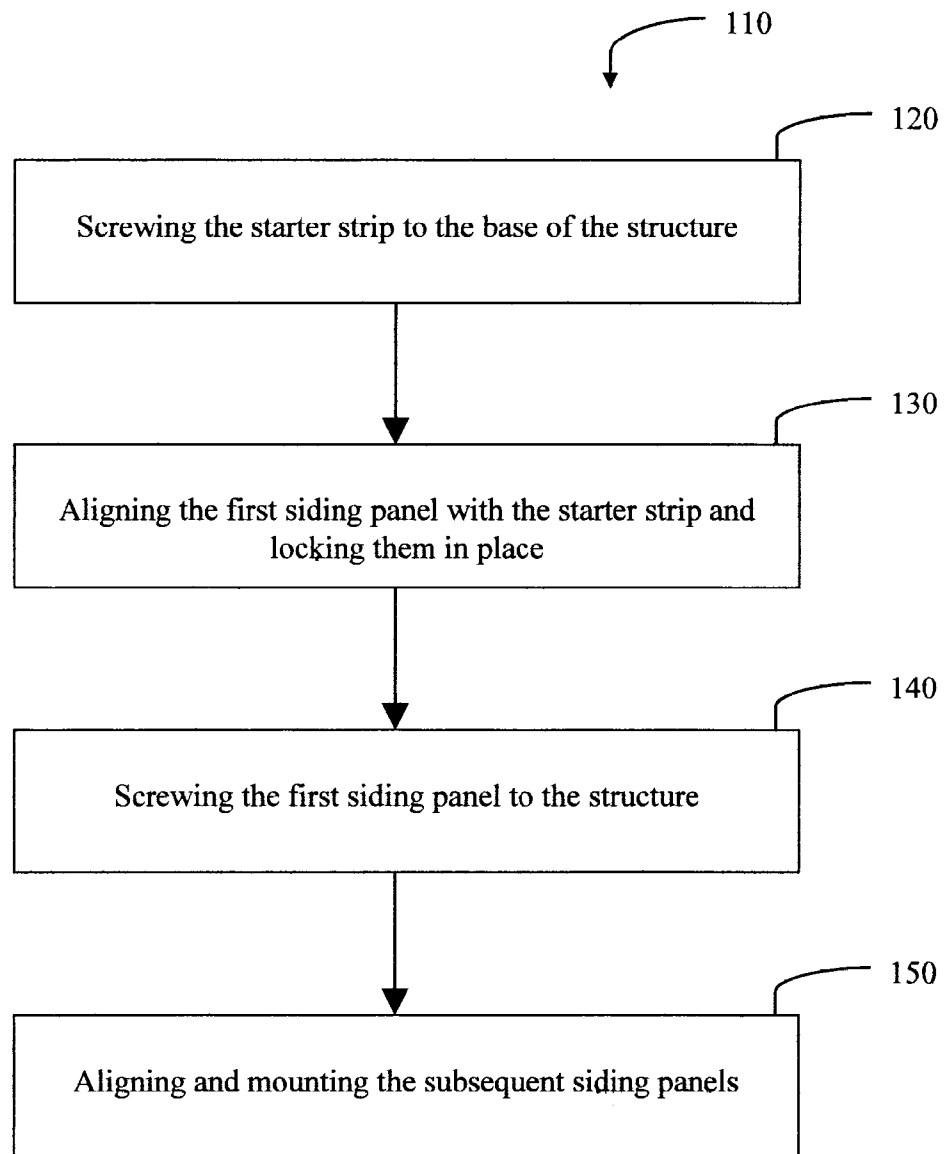 110
120
Screwing the starter strip to the base of the structure
130
Aligning the first siding panel with the starter strip and
locking them in place
140
Screwing the first siding panel to the structure
150
Aligning and mounting the subsequent siding panels